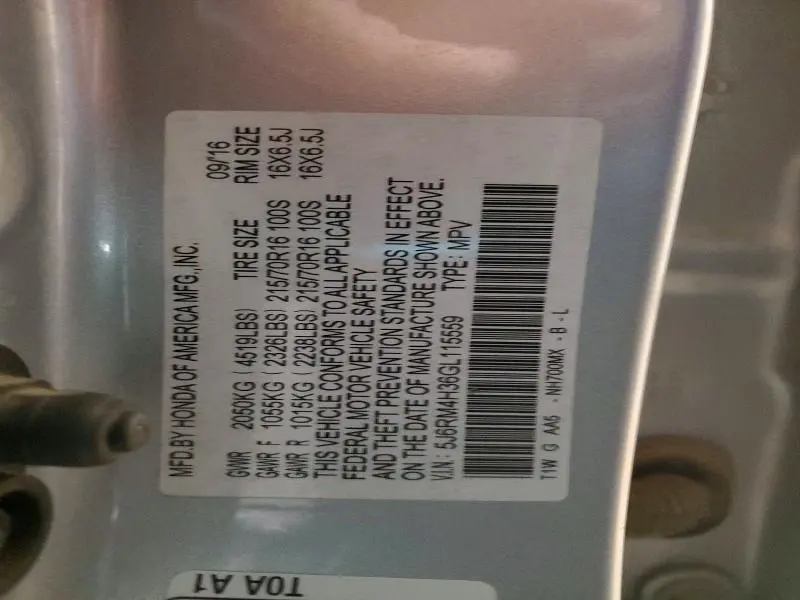 MFD.BY HONDA OF AMERICA MFG.,INC. 09/16
GVWR 2050KG ( 4519LBS) TIRE SIZE RIM SIZE
GAWR F 1055KG ( 2326LBS) 215/70R16 100S 16X6.5J
GAWR R 1015KG ( 2238LBS) 215/70R16 100S 16X6.5J
THIS VEHICLE CONFORMS TO ALL APPLICABLE
FEDERAL MOTOR VEHICLE SAFETY
AND THEFT PREVENTION STANDARDS IN EFFECT
ON THE DATE OF MANUFACTURE SHOWN ABOVE.
V.I.N : 5J6RM4H36GL115559 TYPE: MPV
T1W G AA6 - NH700MX - B - L
T0A A1